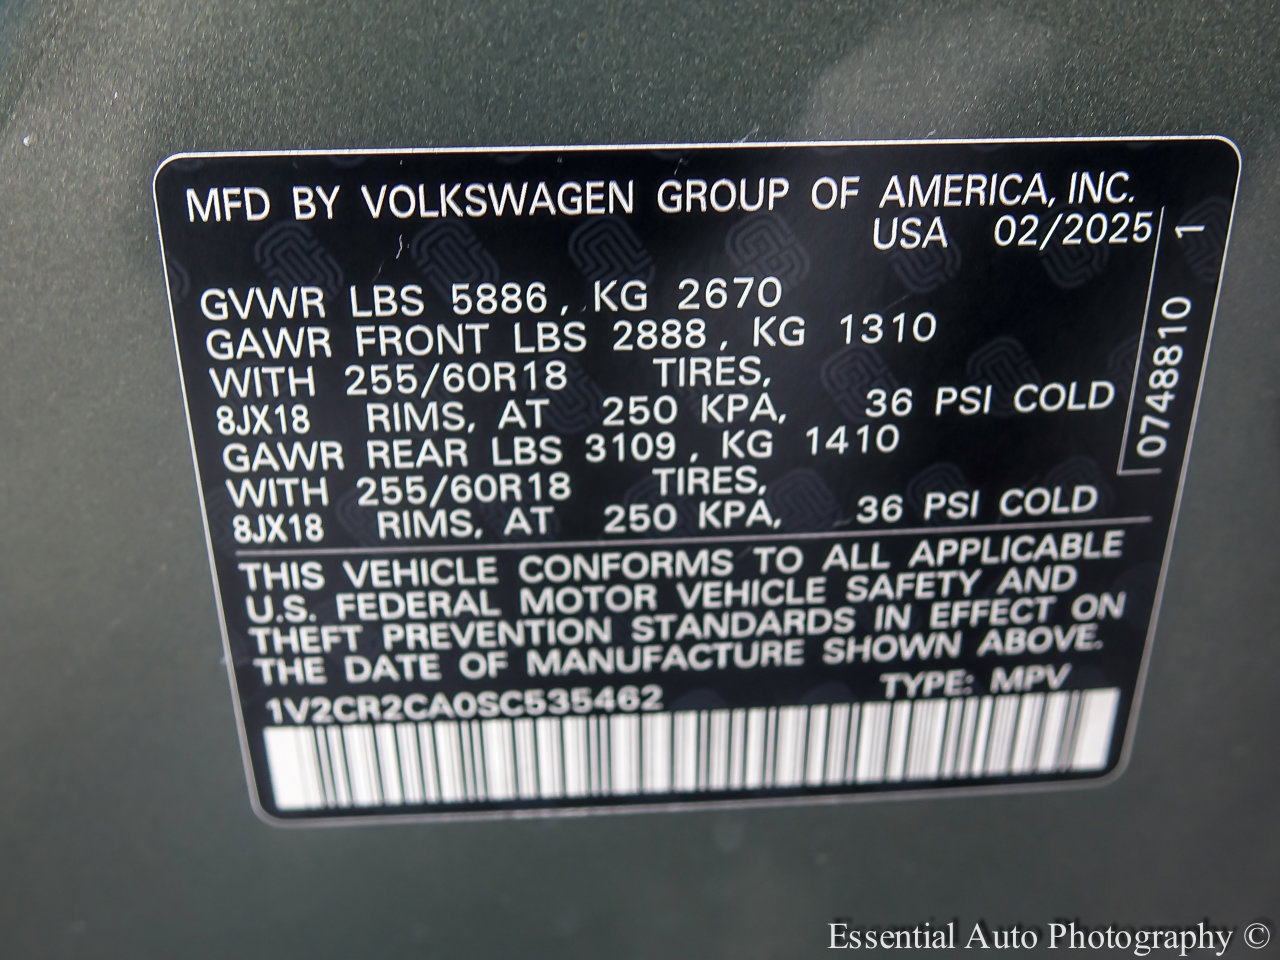 MFD BY VOLKSWAGEN GROUP OF AMERICA, INC.
USA 02/2025
GVWR LBS 5886, KG 2670
GAWR FRONT LBS 2888, KG 1310
WITH 255/60R18 TIRES,
8JX18 RIMS, AT 250 KPA, 36 PSI COLD
GAWR REAR LBS 3109, KG 1410
WITH 255/60R18 TIRES,
8JX18 RIMS, AT 250 KPA, 36 PSI COLD
0748810 1
THIS VEHICLE CONFORMS TO ALL APPLICABLE
U.S. FEDERAL MOTOR VEHICLE SAFETY AND
THEFT PREVENTION STANDARDS IN EFFECT ON
THE DATE OF MANUFACTURE SHOWN ABOVE.
1V2CR2CA0SC535462 TYPE: MPV
Essential Auto Photography ©